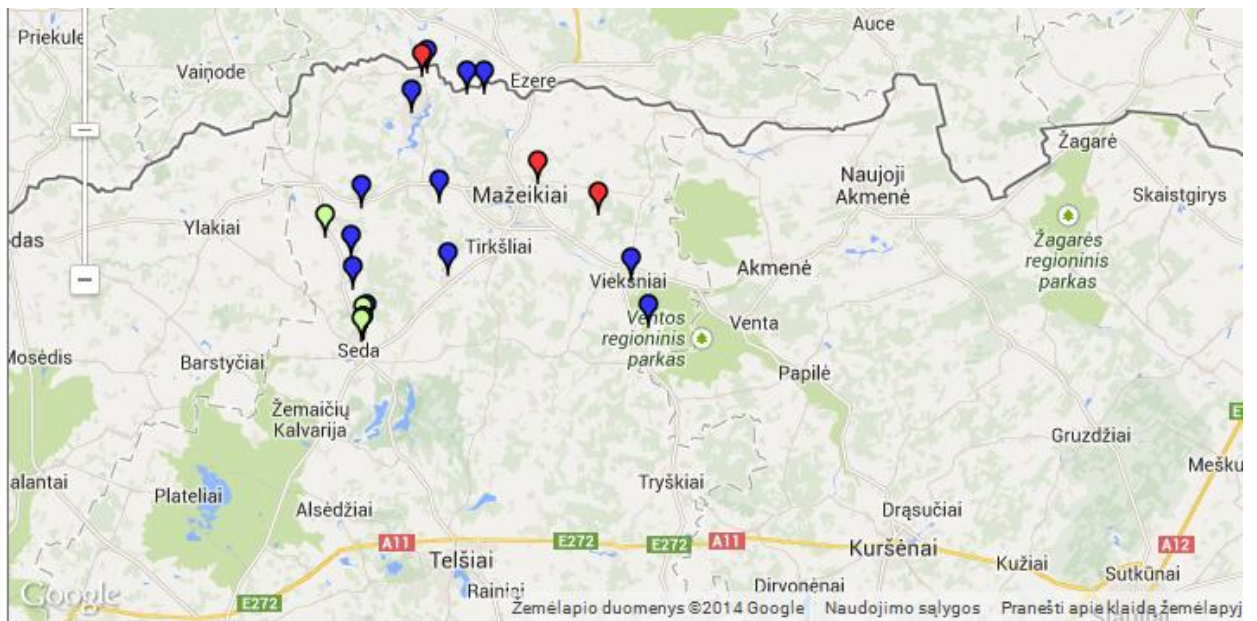 Priekule
Auce
Vaiņode
Ezere
Žagarė
Mažeikiai
Naujoji
Akmenė
Skaistgirys
odas
Ylakiai
Tirkšliai
Žagarės
regioninis
parkas
Viekšniai
Akmenė
Ventos
regioninis
parkas
Venta
Seda
Mosėdis
Barstyčiai
Papilė
Žemaičių
Kalvarija
Gruzdžiai
alantai
Plateliai
Tryškiai
Mešku
Alsėdžiai
Drąsučiai
A11
E272
E272
A11
A12
Telšiai
Kuršėnai
Kužiai
Sutkūnai
Rainiai
Dirvonėnai
E272
Google
Žemėlapio duomenys ©2014 Google Naudojimo sąlygos Pranešti apie klaidą žemėlapyj